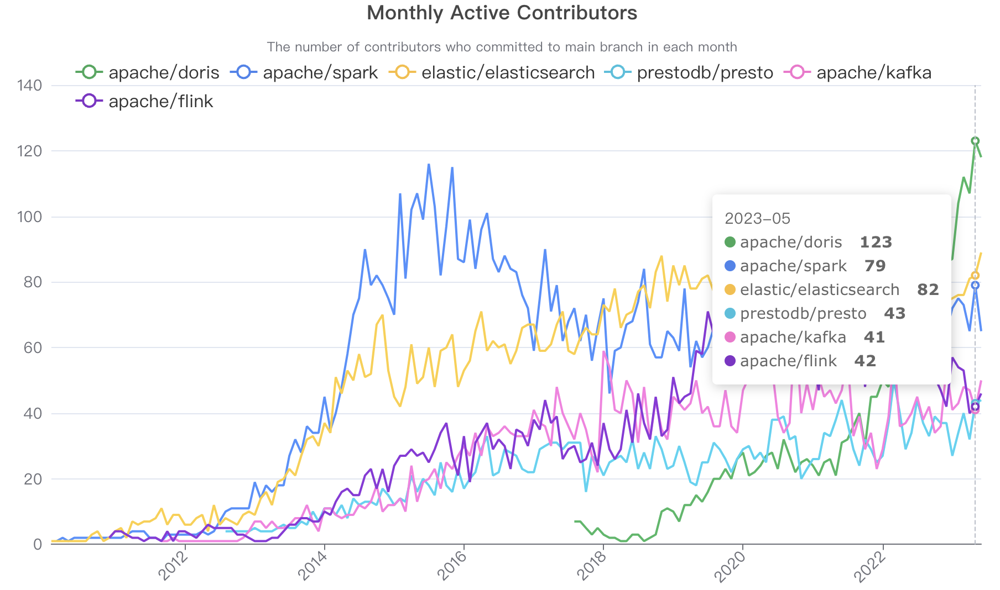 Monthly Active Contributors
The number of contributors who committed to main branch in each month
apache/doris apache/spark elastic/elasticsearch prestodb/presto apache/kafka
apache/flink
140
120
100
80
60
40
20
0
2023-05
apache/doris 123
apache/spark 79
elastic/elasticsearch 82
prestodb/presto 43
apache/kafka 41
apache/flink 42
2012 2014 2016 2018 2020 2022